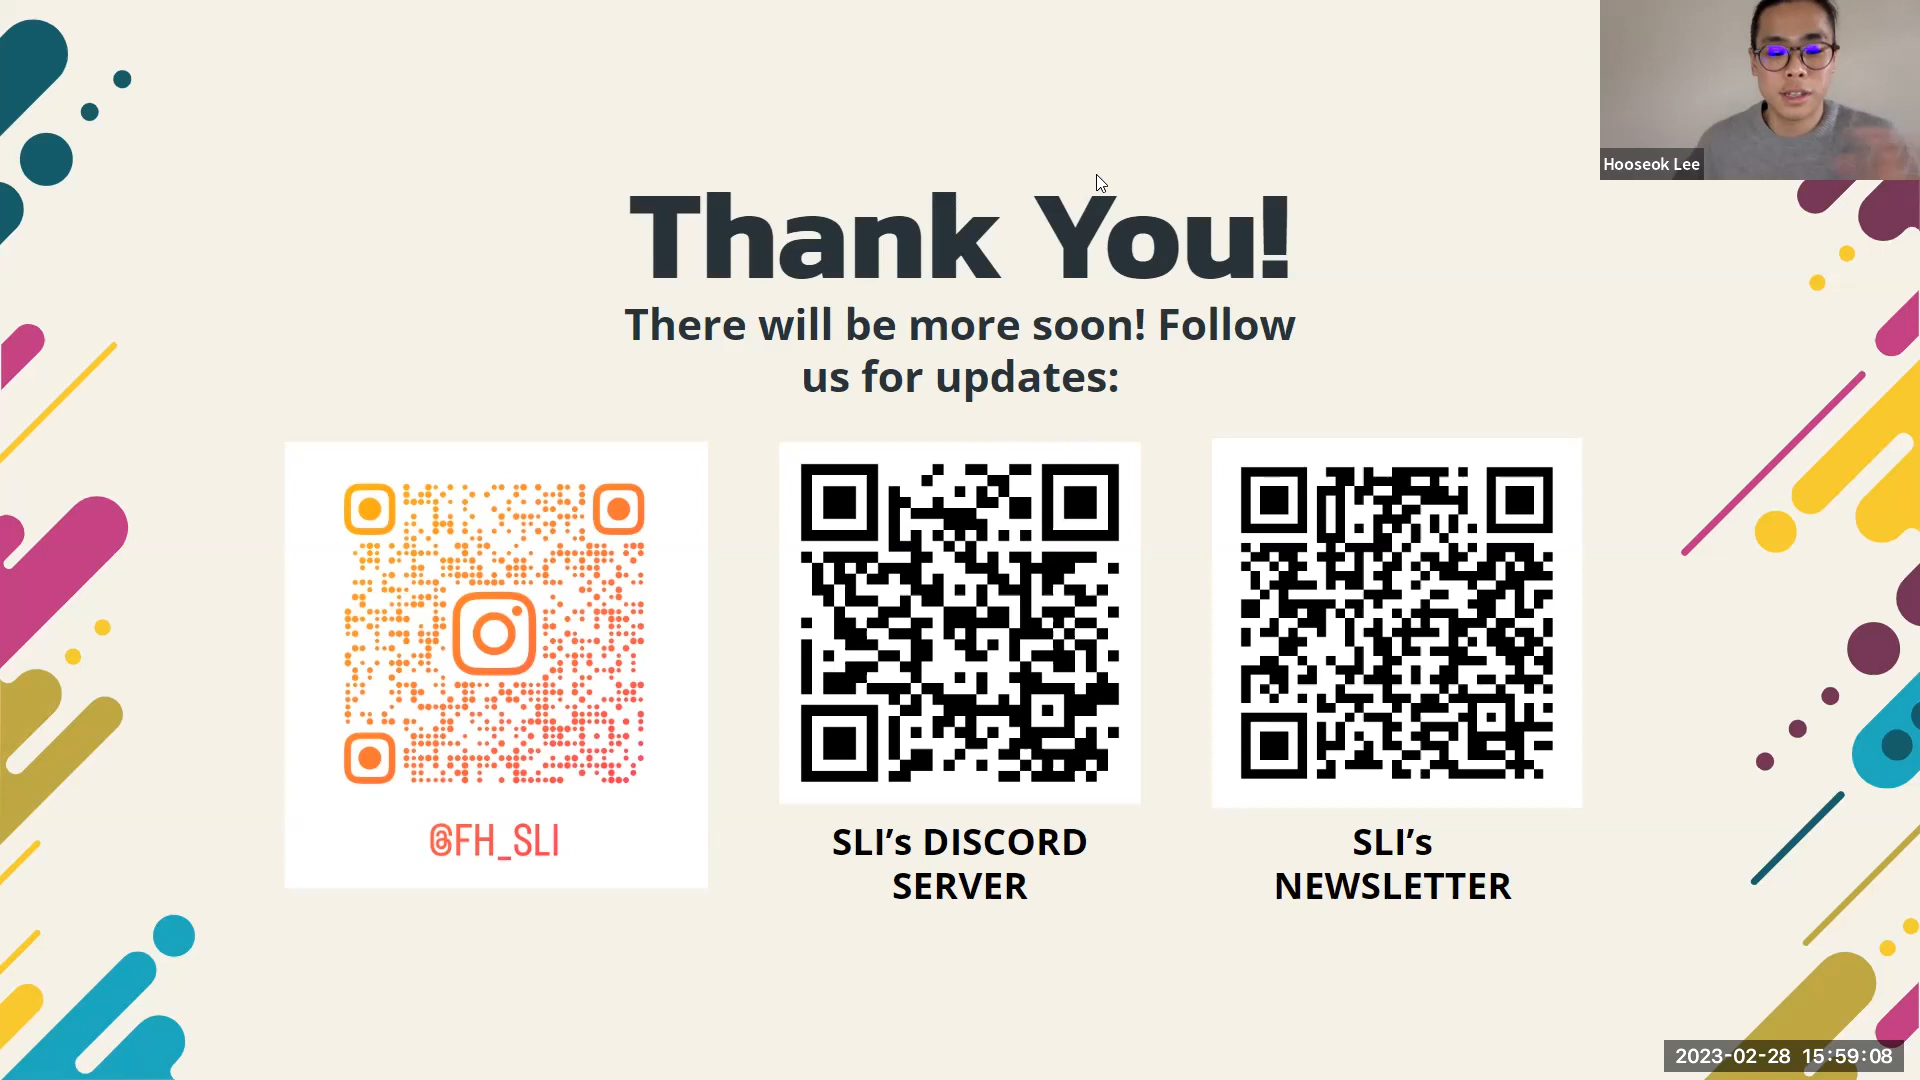 Hooseok Lee
Thank You!
There will be more soon! Follow
us for updates:
@FH_SLI
SLI’s DISCORD
SERVER
SLI’s
NEWSLETTER
2023-02-28 15:59:08